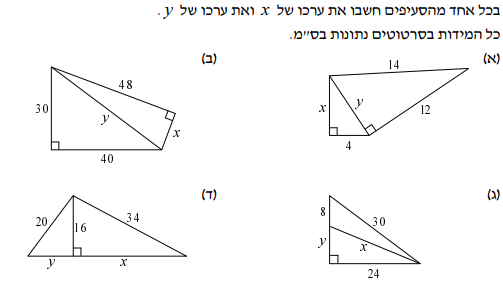 בכל אחד מהסעיפים חשבו את ערכו של x ואת ערכו של y .
כל המידות בסרטוטים נתונות בס״מ.
(א)
14
x
y
12
4
(ב)
48
30
y
x
40
(ג)
8
30
y
x
24
(ד)
20
16
34
y
x